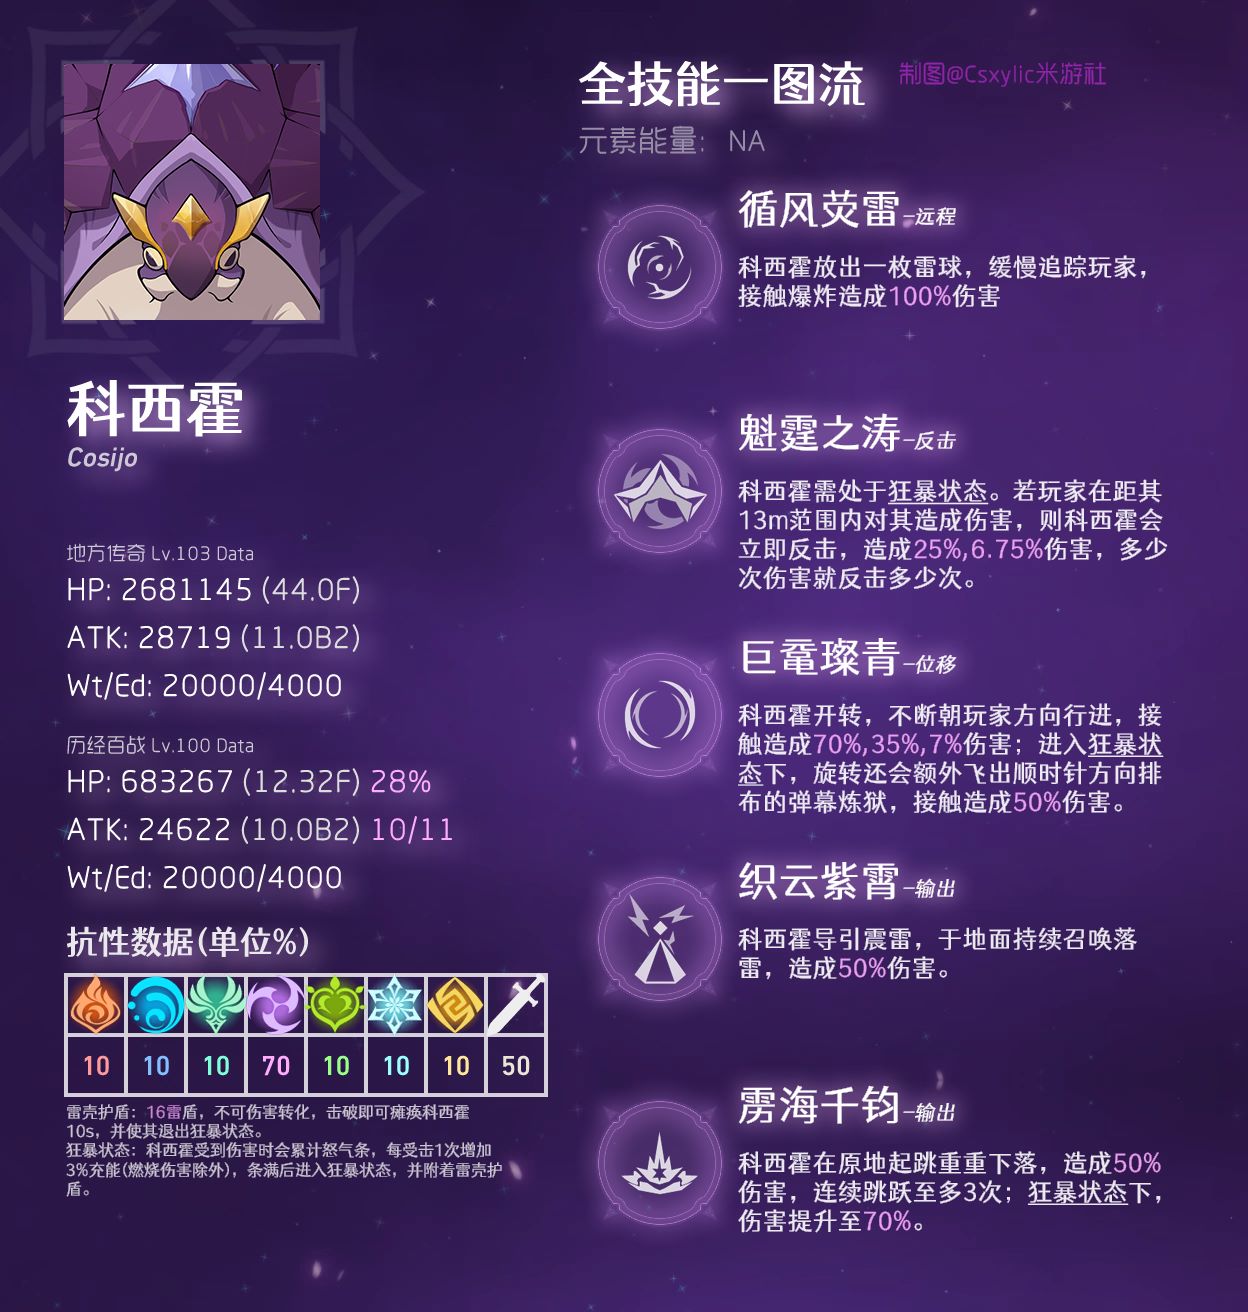 全技能一图流
制图@Csxylic米游社
元素能量： NA
循风荧雷-远程
科西霍放出一枚雷球，缓慢追踪玩家，
接触爆炸造成100%伤害
魁霆之涛-反击
科西霍需处于狂暴状态。若玩家在距其
13m范围内对其造成伤害，则科西霍会
立即反击，造成25%,6.75%伤害，多少
次伤害就反击多少次。
巨鼋璨青-位移
科西霍开转，不断朝玩家方向行进，接
触造成70%,35%,7%伤害；进入狂暴状
态下，旋转还会额外飞出顺时针方向排
布的弹幕炼狱，接触造成50%伤害。
织云紫霄-输出
科西霍导引震雷，于地面持续召唤落
雷，造成50%伤害。
雳海千钧-输出
科西霍在原地起跳重重下落，造成50%
伤害，连续跳跃至多3次；狂暴状态下，
伤害提升至70%。
科西霍
Cosijo
地方传奇 Lv.103 Data
HP: 2681145 (44.0F)
ATK: 28719 (11.0B2)
Wt/Ed: 20000/4000
历经百战 Lv.100 Data
HP: 683267 (12.32F) 28%
ATK: 24622 (10.0B2) 10/11
Wt/Ed: 20000/4000
抗性数据(单位%)
10 10 10 70 10 10 10 50
雷壳护盾：16雷盾，不可伤害转化，击破即可瘫痪科西霍
10s，并使其退出狂暴状态。
狂暴状态：科西霍受到伤害时会累计怒气条，每受击1次增加
3%充能(燃烧伤害除外)，条满后进入狂暴状态，并附着雷壳护
盾。